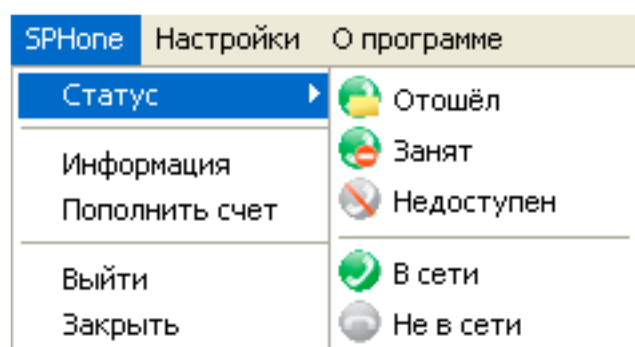 SPHone Настройки О программе
Статус
Информация
Пополнить счет
Выйти
Закрыть
Отошёл
Занят
Недоступен
В сети
Не в сети